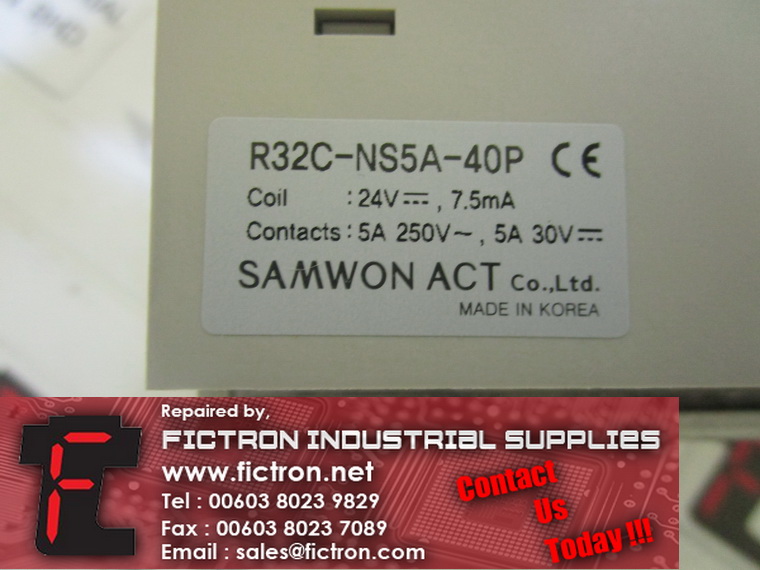 R32C-NS5A-40P CE
Coil : 24V⎓ , 7.5mA
Contacts : 5A 250V~ , 5A 30V⎓
SAMWON ACT Co.,Ltd.
MADE IN KOREA
Repaired by,
FICTRON INDUSTRIAL SUPPLIES
www.fictron.net
Tel : 00603 8023 9829
Fax : 00603 8023 7089
Email : sales@fictron.com
Contact
Us
Today !!!